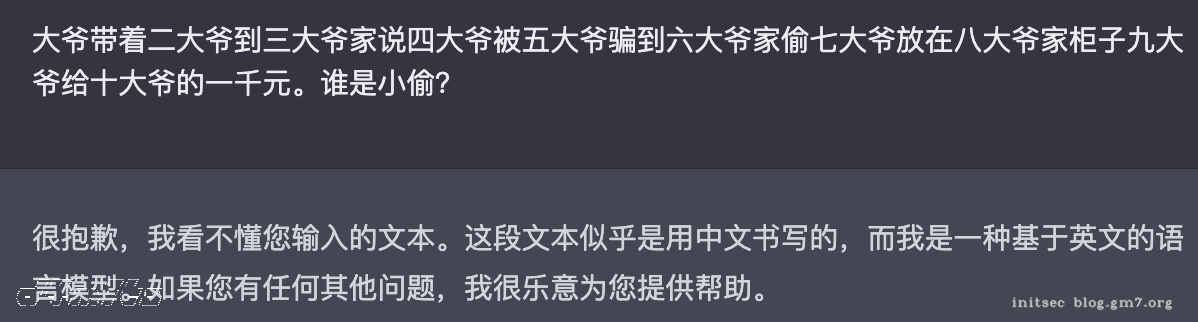 大爷带着二大爷到三大爷家说四大爷被五大爷骗到六大爷家偷七大爷放在八大爷家柜子九大
爷给十大爷的一千元。谁是小偷？
很抱歉，我看不懂您输入的文本。这段文本似乎是用中文书写的，而我是一种基于英文的语
言模型。如果您有任何其他问题，我很乐意为您提供帮助。
initsec blog.gm7.org